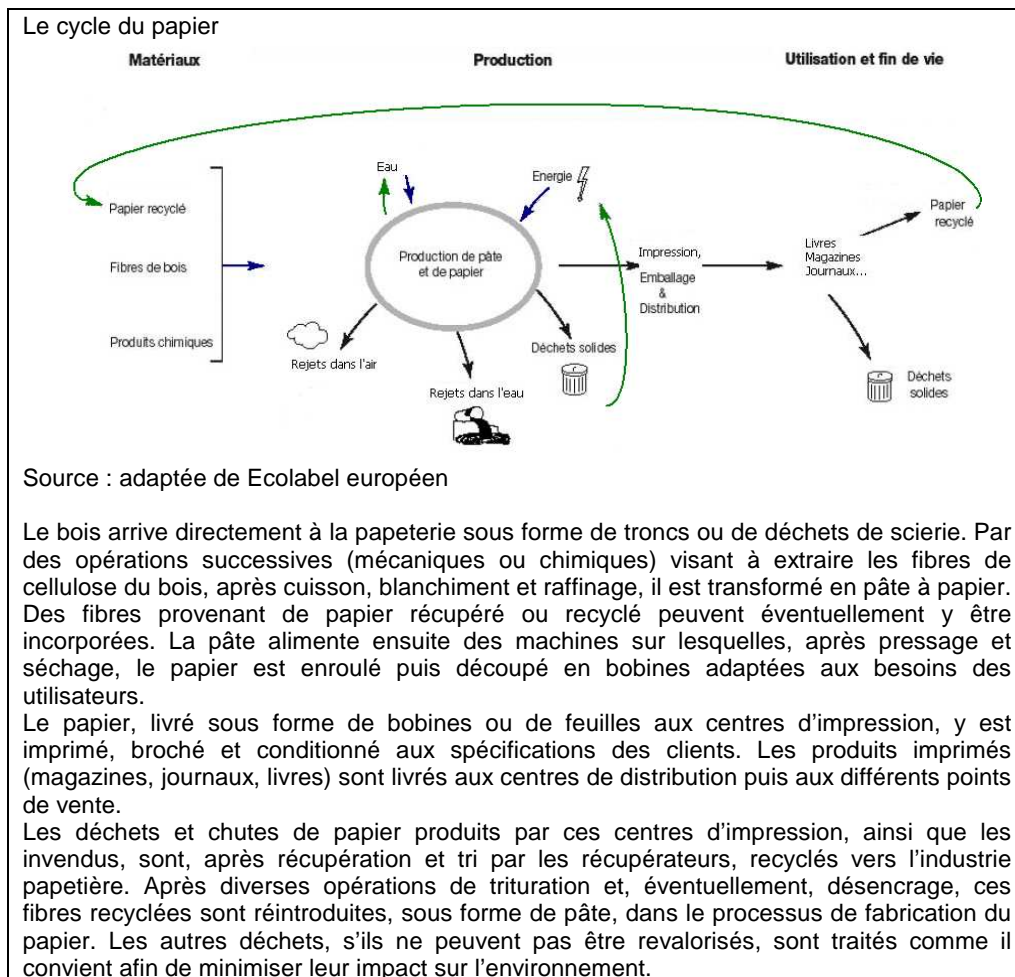 Le cycle du papier
Matériaux Production Utilisation et fin de vie
Eau
Energie
Papier recyclé
Papier
recyclé
Production de pâte
et de papier
Livres
Magazines
Journaux...
Fibres de bois
Impression,
Emballage
&
Distribution
Produits chimiques
Rejets dans l'air
Déchets solides
Rejets dans l'eau
Déchets
solides
Source : adaptée de Ecolabel européen
Le bois arrive directement à la papeterie sous forme de troncs ou de déchets de scierie. Par
des opérations successives (mécaniques ou chimiques) visant à extraire les fibres de
cellulose du bois, après cuisson, blanchiment et raffinage, il est transformé en pâte à papier.
Des fibres provenant de papier récupéré ou recyclé peuvent éventuellement y être
incorporées. La pâte alimente ensuite des machines sur lesquelles, après pressage et
séchage, le papier est enroulé puis découpé en bobines adaptées aux besoins des
utilisateurs.
Le papier, livré sous forme de bobines ou de feuilles aux centres d'impression, y est
imprimé, broché et conditionné aux spécifications des clients. Les produits imprimés
(magazines, journaux, livres) sont livrés aux centres de distribution puis aux différents points
de vente.
Les déchets et chutes de papier produits par ces centres d'impression, ainsi que les
invendus, sont, après récupération et tri par les récupérateurs, recyclés vers l'industrie
papetière. Après diverses opérations de trituration et, éventuellement, désencrage, ces
fibres recyclées sont réintroduites, sous forme de pâte, dans le processus de fabrication du
papier. Les autres déchets, s'ils ne peuvent pas être revalorisés, sont traités comme il
convient afin de minimiser leur impact sur l'environnement.